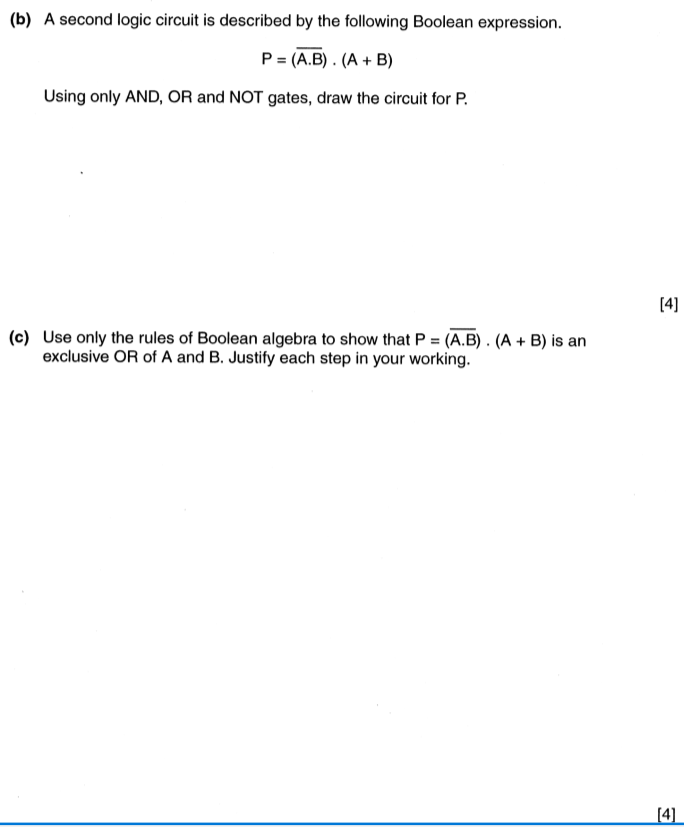 (b) A second logic circuit is described by the following Boolean expression.
P = (A̅.̅B̅) . (A + B)
Using only AND, OR and NOT gates, draw the circuit for P.
[4]
(c) Use only the rules of Boolean algebra to show that P = (A̅.̅B̅) . (A + B) is an
exclusive OR of A and B. Justify each step in your working.
[4]